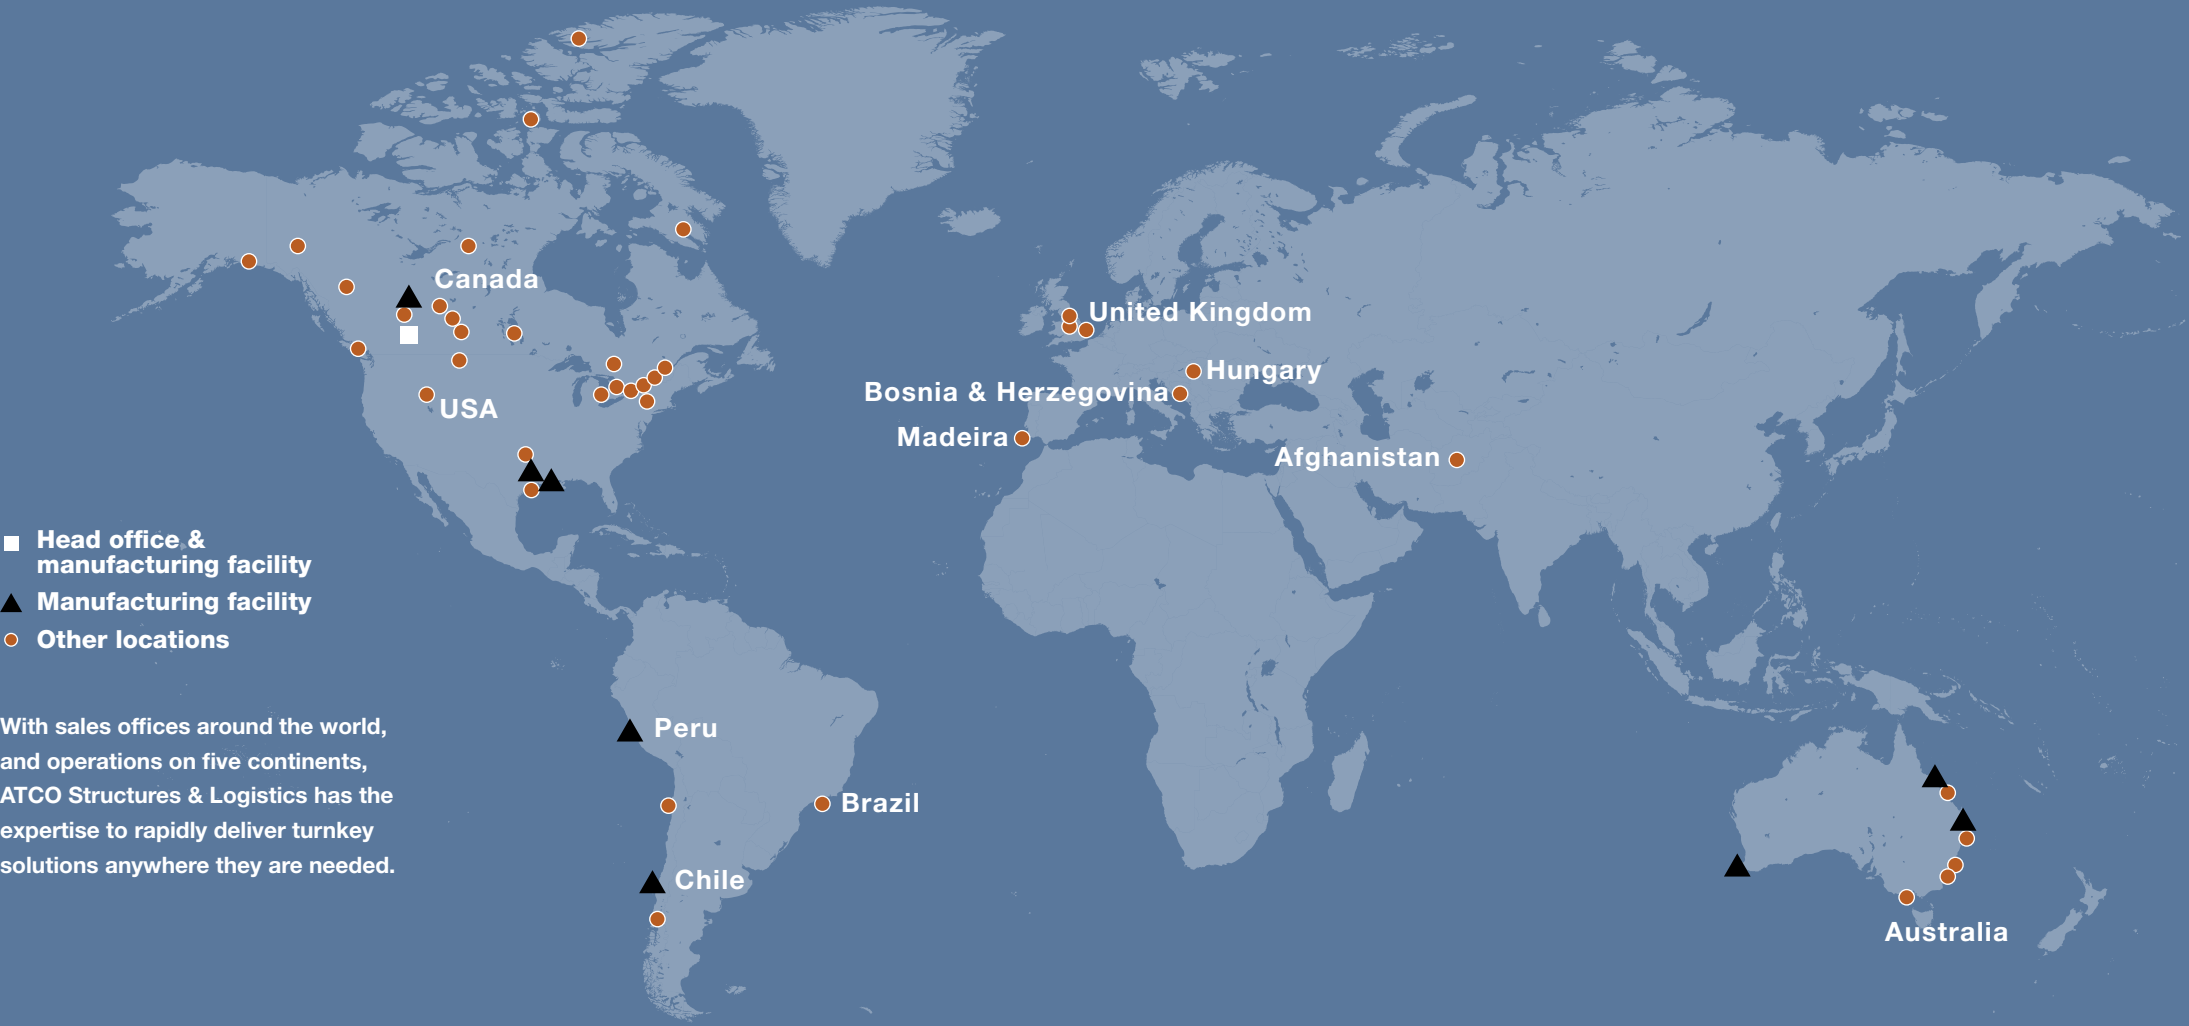 Canada
United Kingdom
Hungary
Bosnia & Herzegovina
USA
Madeira
Afghanistan
Head office &
manufacturing facility
Manufacturing facility
Other locations
With sales offices around the world,
and operations on five continents,
ATCO Structures & Logistics has the
expertise to rapidly deliver turnkey
solutions anywhere they are needed.
Peru
Brazil
Chile
Australia